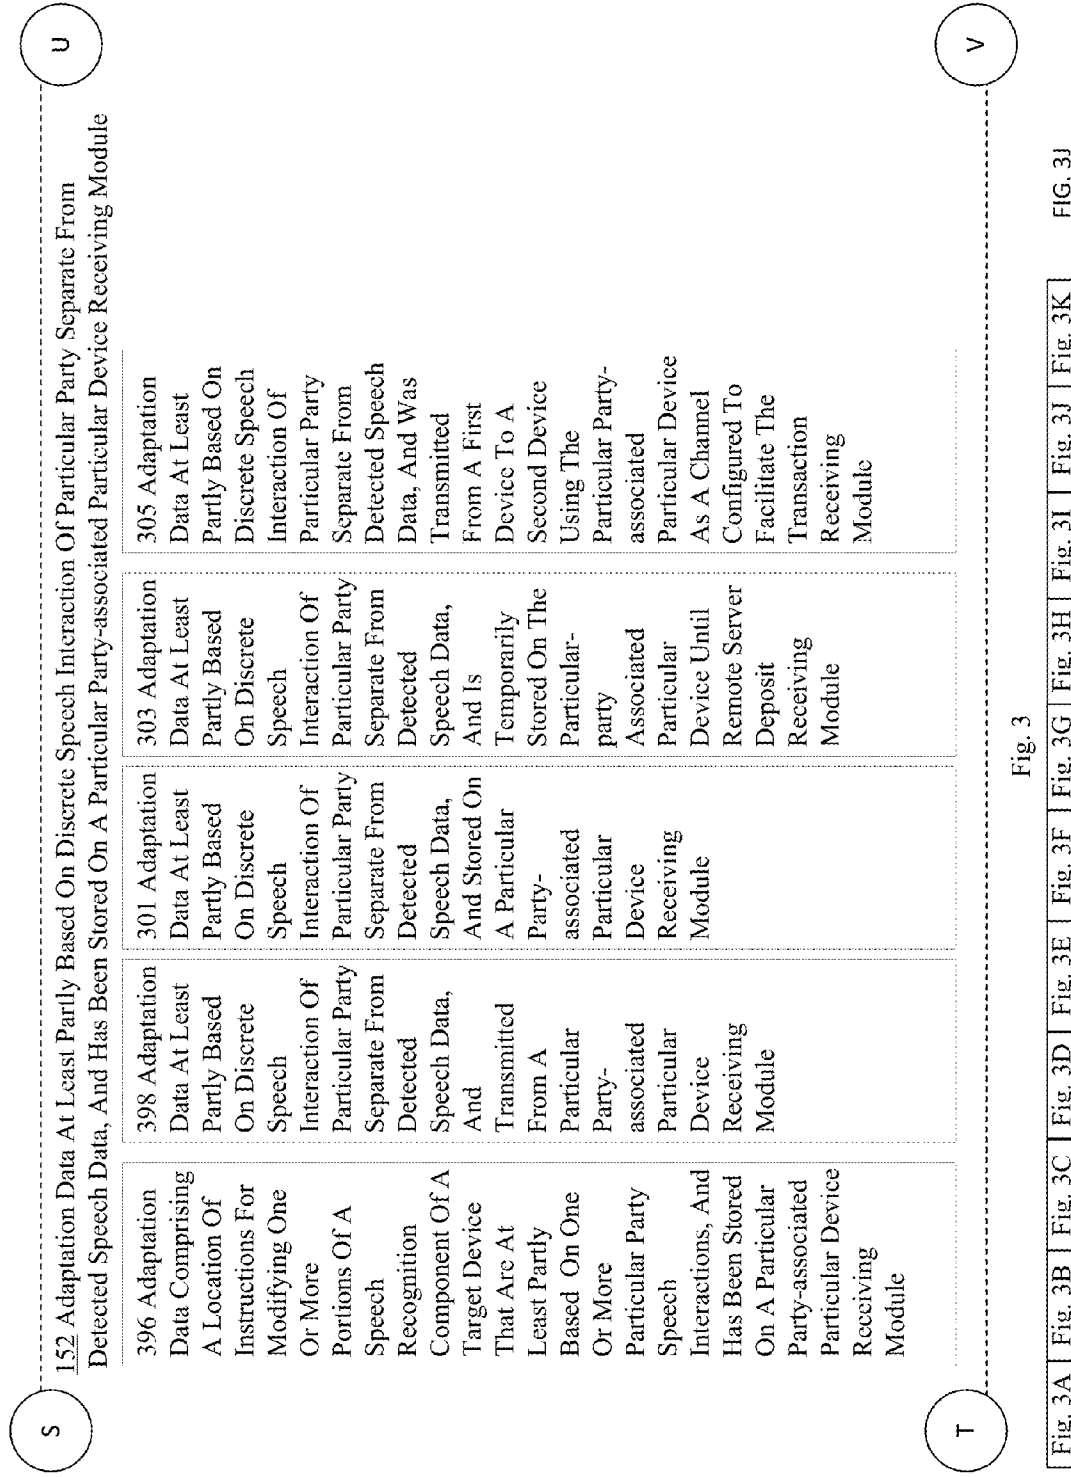 S
U
152 Adaptation Data At Least Partly Based On Discrete Speech Interaction Of Particular Party Separate From
Detected Speech Data, And Has Been Stored On A Particular Party-associated Particular Device Receiving Module
396 Adaptation
Data Comprising
A Location Of
Instructions For
Modifying One
Or More
Portions Of A
Speech
Recognition
Component Of A
Target Device
That Are At
Least Partly
Based On One
Or More
Particular Party
Speech
Interactions, And
Has Been Stored
On A Particular
Party-associated
Particular Device
Receiving
Module
398 Adaptation
Data At Least
Partly Based
On Discrete
Speech
Interaction Of
Particular Party
Separate From
Detected
Speech Data,
And
Transmitted
From A
Particular
Party-
associated
Particular
Device
Receiving
Module
301 Adaptation
Data At Least
Partly Based
On Discrete
Speech
Interaction Of
Particular Party
Separate From
Detected
Speech Data,
And Stored On
A Particular
Party-
associated
Particular
Device
Receiving
Module
303 Adaptation
Data At Least
Partly Based
On Discrete
Speech
Interaction Of
Particular Party
Separate From
Detected
Speech Data,
And Is
Temporarily
Stored On The
Particular-
party
Associated
Particular
Device Until
Remote Server
Deposit
Receiving
Module
305 Adaptation
Data At Least
Partly Based On
Discrete Speech
Interaction Of
Particular Party
Separate From
Detected Speech
Data, And Was
Transmitted
From A First
Device To A
Second Device
Using The
Particular Party-
associated
Particular Device
As A Channel
Configured To
Facilitate The
Transaction
Receiving
Module
T
V
Fig. 3
Fig. 3A Fig. 3B Fig. 3C Fig. 3D Fig. 3E Fig. 3F Fig. 3G Fig. 3H Fig. 3I Fig. 3J Fig. 3K
FIG. 3J